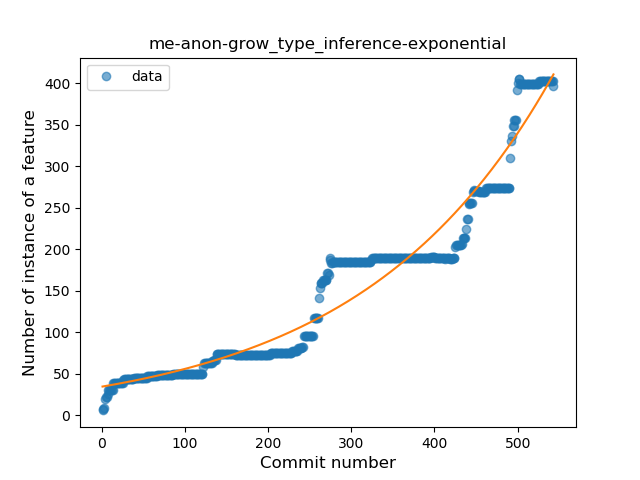 me-anon-grow_type_inference-exponential
data
Number of instance of a feature
400
350
300
250
200
150
100
50
0
0 100 200 300 400 500
Commit number